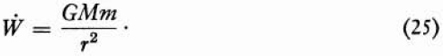 Ẇ = GMm / r² . (25)